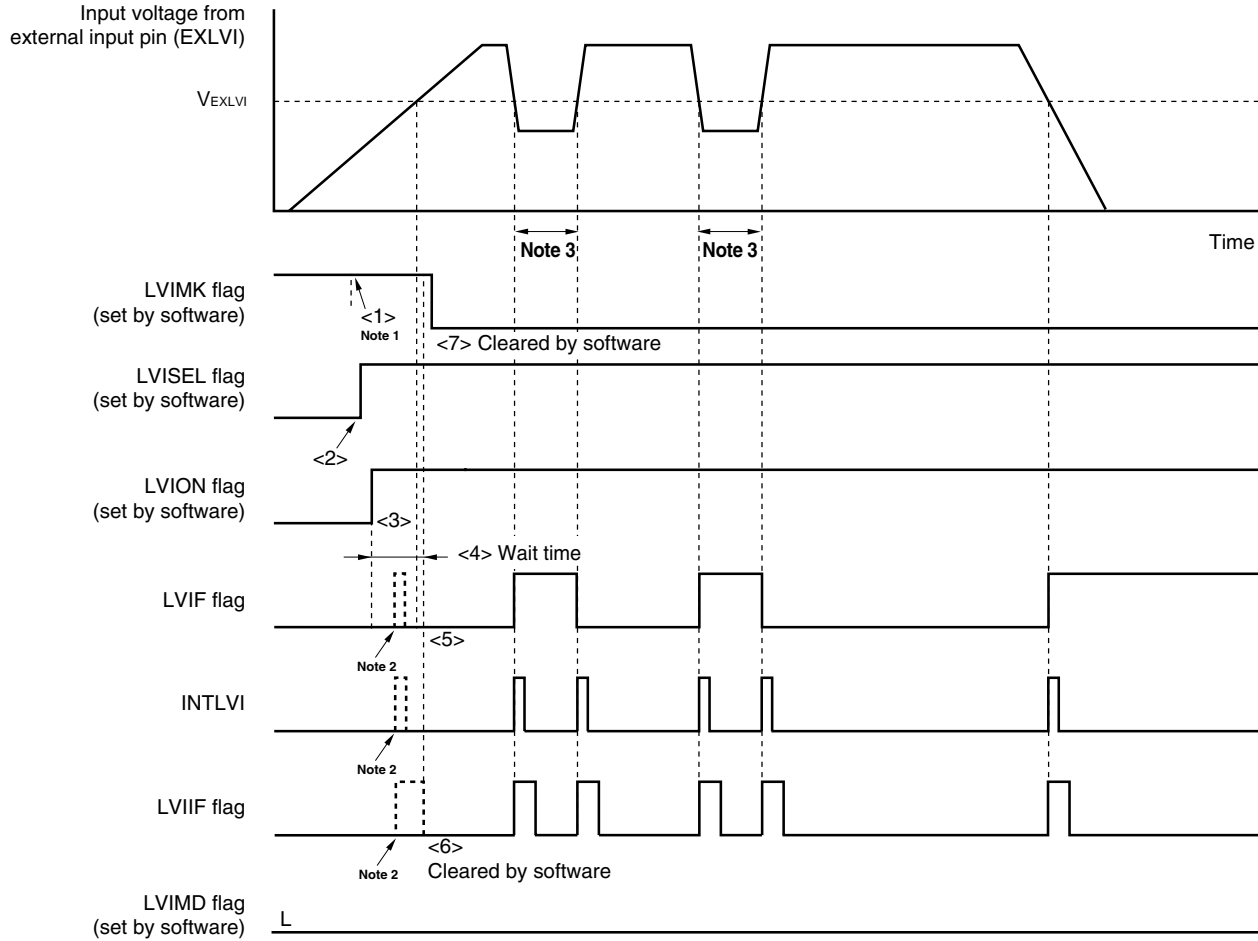 Input voltage from
external input pin (EXLVI)
VEXLVI
Time
Note 3
Note 3
LVIMK flag
(set by software)
<1>
Note 1
<7> Cleared by software
LVISEL flag
(set by software)
<2>
LVION flag
(set by software)
<3>
<4> Wait time
LVIF flag
<5>
Note 2
INTLVI
Note 2
LVIIF flag
<6>
Note 2
Cleared by software
LVIMD flag
(set by software)
L